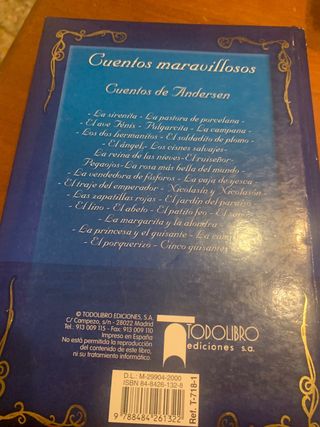 Cuentos maravillosos
Cuentos de Andersen
- La sirenita - La pastora de porcelana -
- El ave Fénix - Pulgarcita - La campana -
- Los dos hermanitos - El soldadito de plomo -
- El ángel - Los cisnes salvajes -
La reina de las nieves - El ruiseñor -
Pegaojos - La rosa más bella del mundo -
- La vendedora de fósforos - La caja de yesca -
- El traje del emperador - Nicolasín y Nicolasón -
- Las zapatillas rojas - El jardín del paraíso
- El lino - El abeto - El patito feo - El
- La margarita y la alondra -
- La princesa y el guisante - La
El porquerizo - Cinco guisantes
© TODOLIBRO EDICIONES, S.A.
C/ Campezo, s/n - 28022 Madrid
Tel.: 913 009 115 - Fax: 913 009 110
Impreso en España
No está permitida la reproducción
del contenido de este libro,
ni su tratamiento informático.
TODOLIBRO
ediciones s.a.
D.L.: M-29904-2000
ISBN 84-8426-132-8
9 788484 261322
Ref. T-718-1